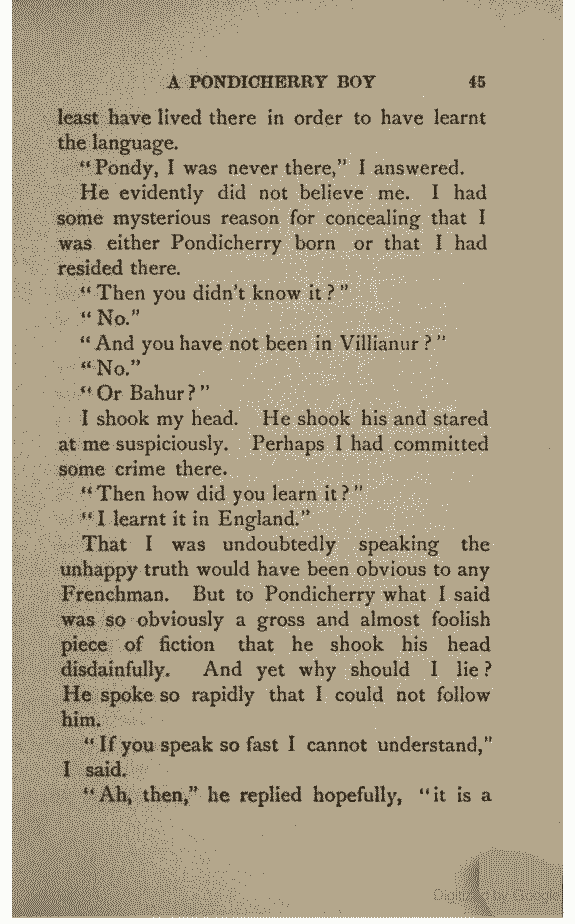 A PONDICHERRY BOY 45
least have lived there in order to have learnt
the language.
“Pondy, I was never there,” I answered.
He evidently did not believe me. I had
some mysterious reason for concealing that I
was either Pondicherry born or that I had
resided there.
“Then you didn't know it?”
“No.”
“And you have not been in Villianur?”
“No.”
“Or Bahur?”
I shook my head. He shook his and stared
at me suspiciously. Perhaps I had committed
some crime there.
“Then how did you learn it?”
“I learnt it in England.”
That I was undoubtedly speaking the
unhappy truth would have been obvious to any
Frenchman. But to Pondicherry what I said
was so obviously a gross and almost foolish
piece of fiction that he shook his head
disdainfully. And yet why should I lie?
He spoke so rapidly that I could not follow
him.
“If you speak so fast I cannot understand,”
I said.
“Ah, then,” he replied hopefully, “it is a
Digitized by Google